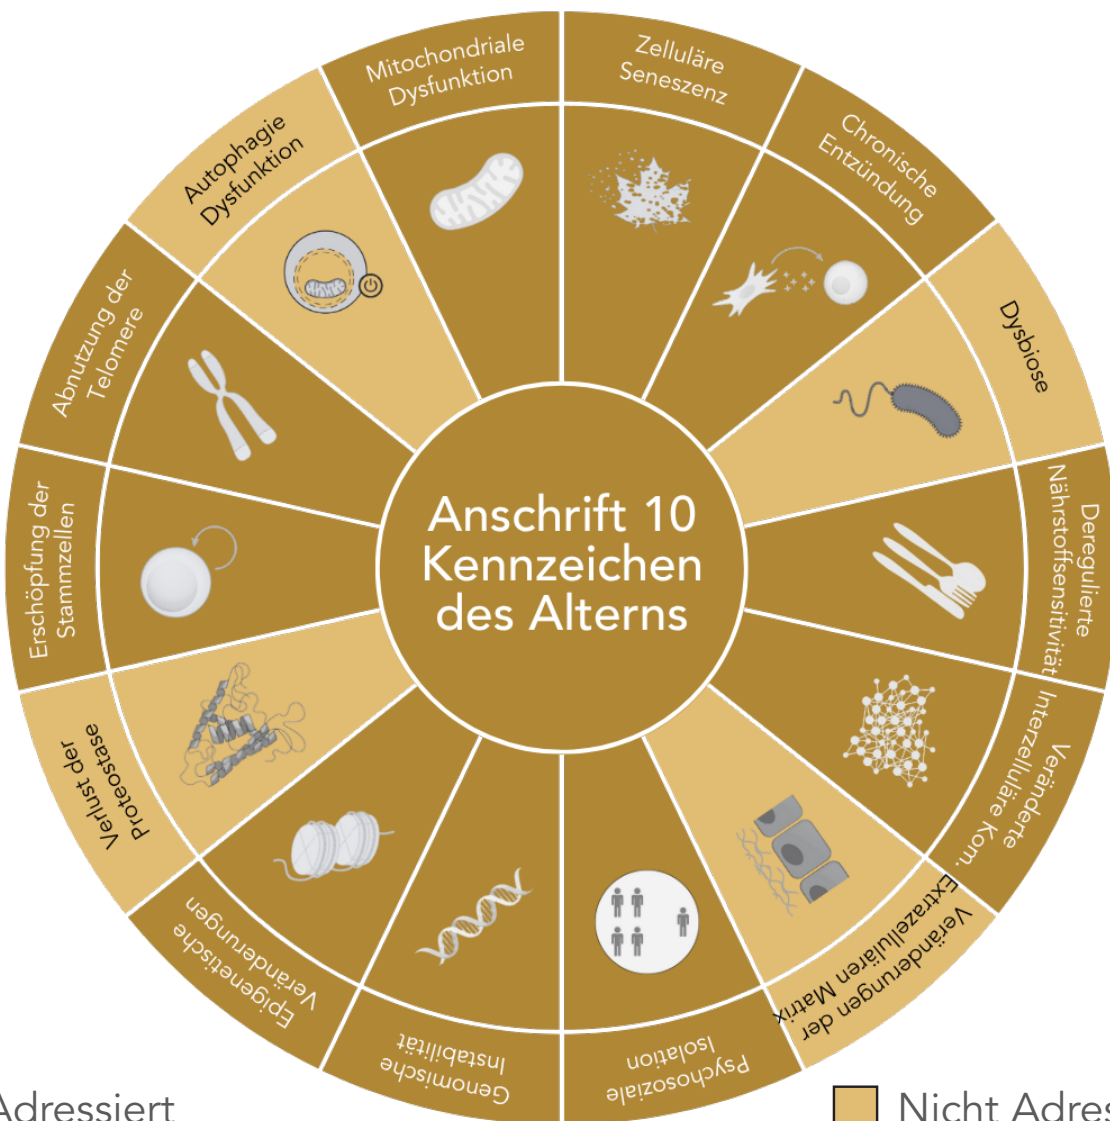 Mitochondriale
Dysfunktion
Zelluläre
Seneszenz
Chronische
Entzündung
Dysbiose
Deregulierte
Nährstoffsensitivität
Veränderte
Interzelluläre Kom.
Veränderungen der
Extrazellulären Matrix
Psychosoziale
Isolation
Genomische
Instabilität
Epigenetische
Veränderungen
Verlust der
Proteostase
Erschöpfung der
Stammzellen
Abnutzung der
Telomere
Autophagie
Dysfunktion
Anschrift 10
Kennzeichen
des Alterns
Adressiert
Nicht Adres